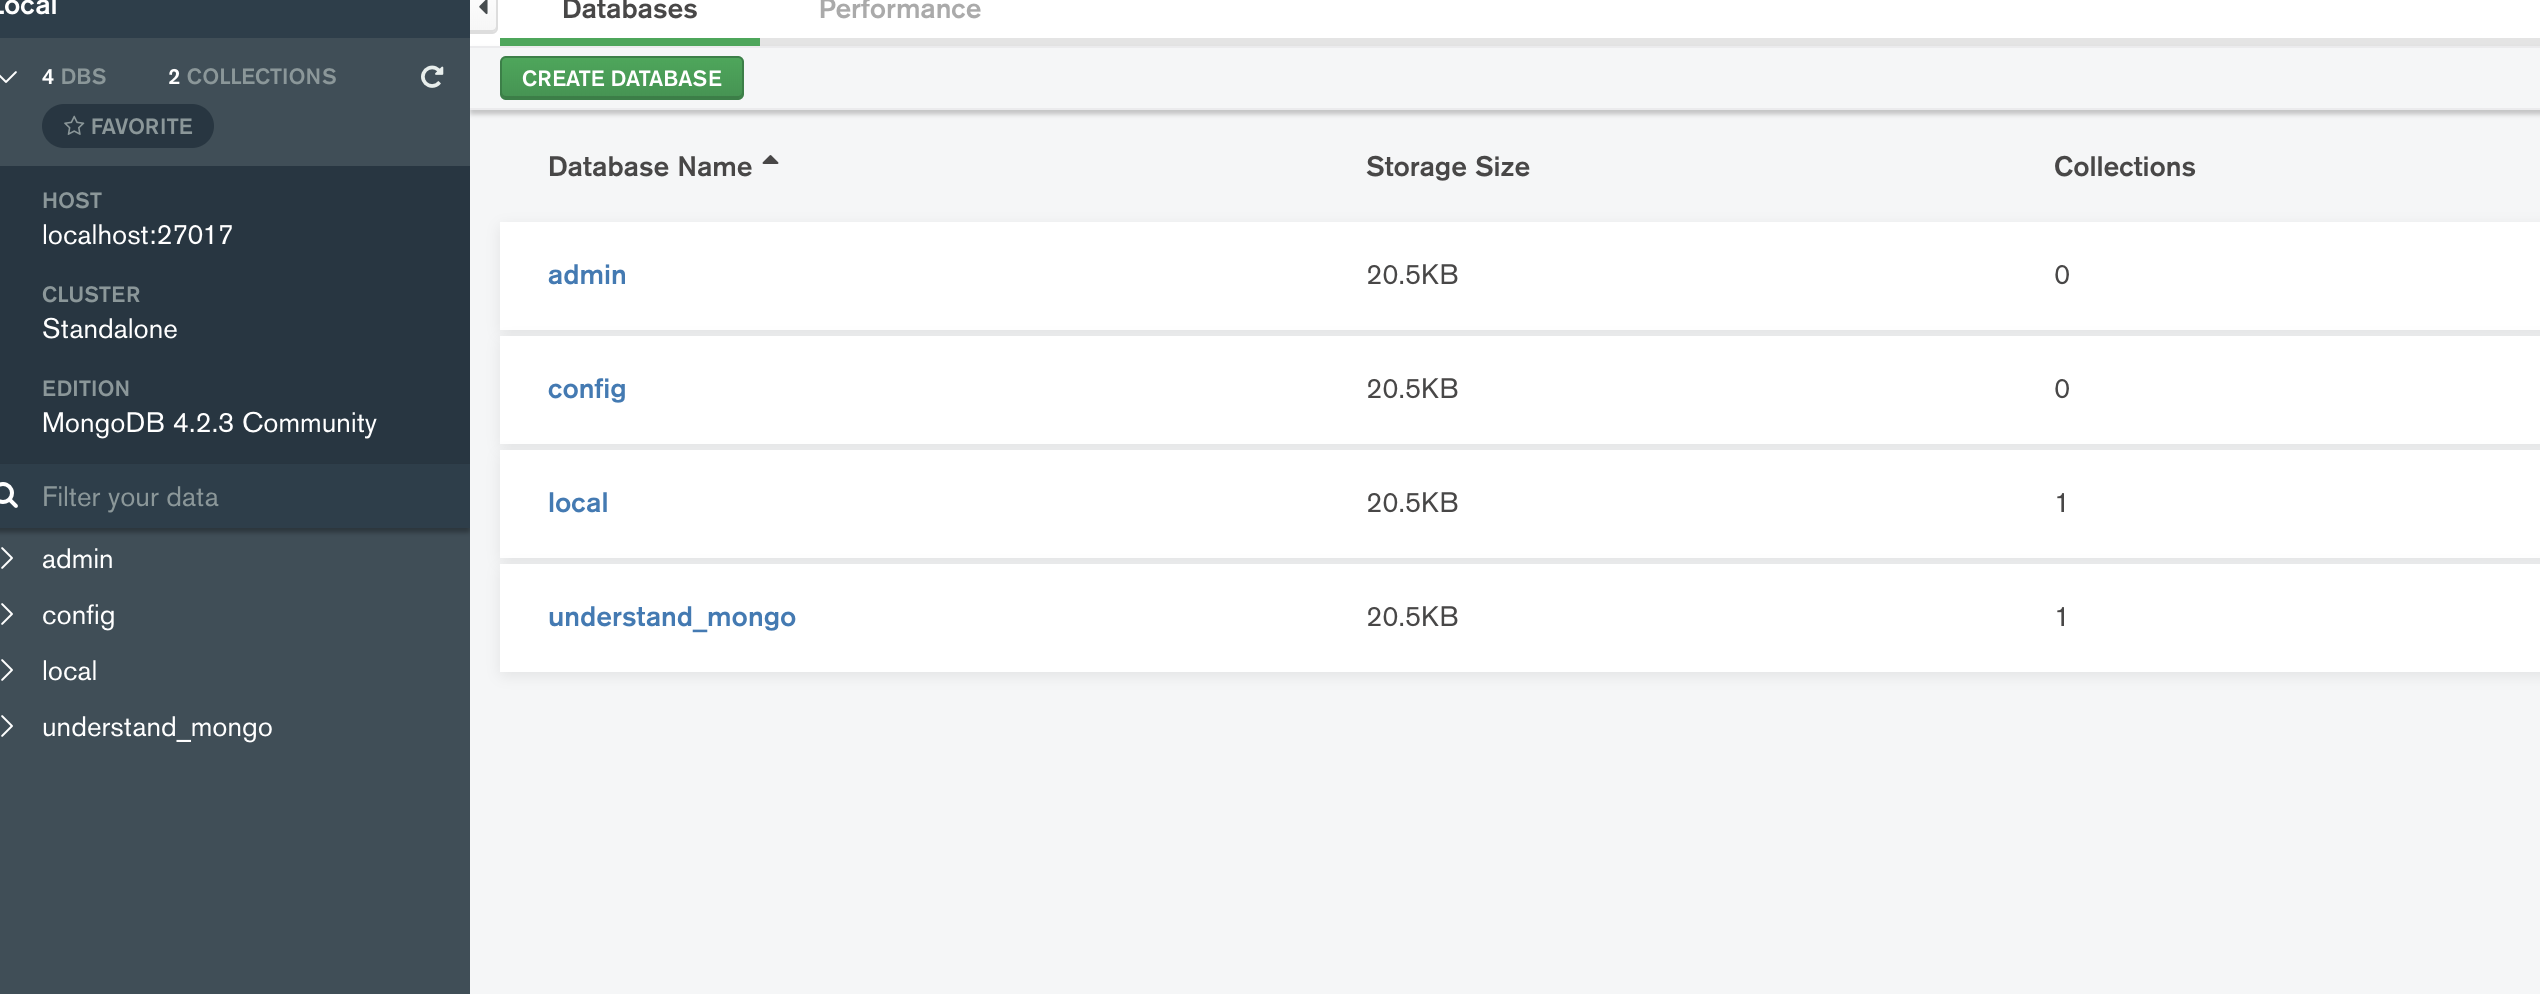 Local
4 DBS 2 COLLECTIONS
FAVORITE
HOST
localhost:27017
CLUSTER
Standalone
EDITION
MongoDB 4.2.3 Community
Filter your data
admin
config
local
understand_mongo
Databases Performance
CREATE DATABASE
Database Name Storage Size Collections
admin 20.5KB 0
config 20.5KB 0
local 20.5KB 1
understand_mongo 20.5KB 1